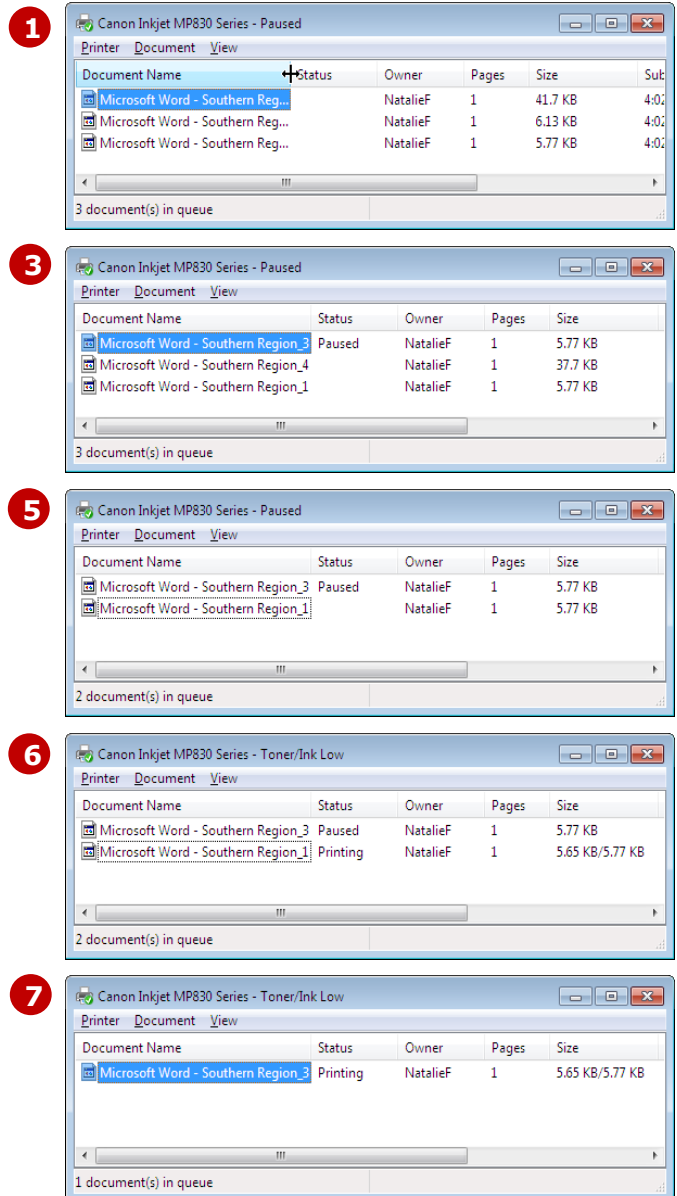 1
Canon Inkjet MP830 Series - Paused
Printer Document View
Document Name Status Owner Pages Size Sub
Microsoft Word - Southern Reg... NatalieF 1 41.7 KB 4:02
Microsoft Word - Southern Reg... NatalieF 1 6.13 KB 4:02
Microsoft Word - Southern Reg... NatalieF 1 5.77 KB 4:02
3 document(s) in queue
3
Canon Inkjet MP830 Series - Paused
Printer Document View
Document Name Status Owner Pages Size
Microsoft Word - Southern Region_3 Paused NatalieF 1 5.77 KB
Microsoft Word - Southern Region_4 NatalieF 1 37.7 KB
Microsoft Word - Southern Region_1 NatalieF 1 5.77 KB
3 document(s) in queue
5
Canon Inkjet MP830 Series - Paused
Printer Document View
Document Name Status Owner Pages Size
Microsoft Word - Southern Region_3 Paused NatalieF 1 5.77 KB
Microsoft Word - Southern Region_1 NatalieF 1 5.77 KB
2 document(s) in queue
6
Canon Inkjet MP830 Series - Toner/Ink Low
Printer Document View
Document Name Status Owner Pages Size
Microsoft Word - Southern Region_3 Paused NatalieF 1 5.77 KB
Microsoft Word - Southern Region_1 Printing NatalieF 1 5.65 KB/5.77 KB
2 document(s) in queue
7
Canon Inkjet MP830 Series - Toner/Ink Low
Printer Document View
Document Name Status Owner Pages Size
Microsoft Word - Southern Region_3 Printing NatalieF 1 5.65 KB/5.77 KB
1 document(s) in queue